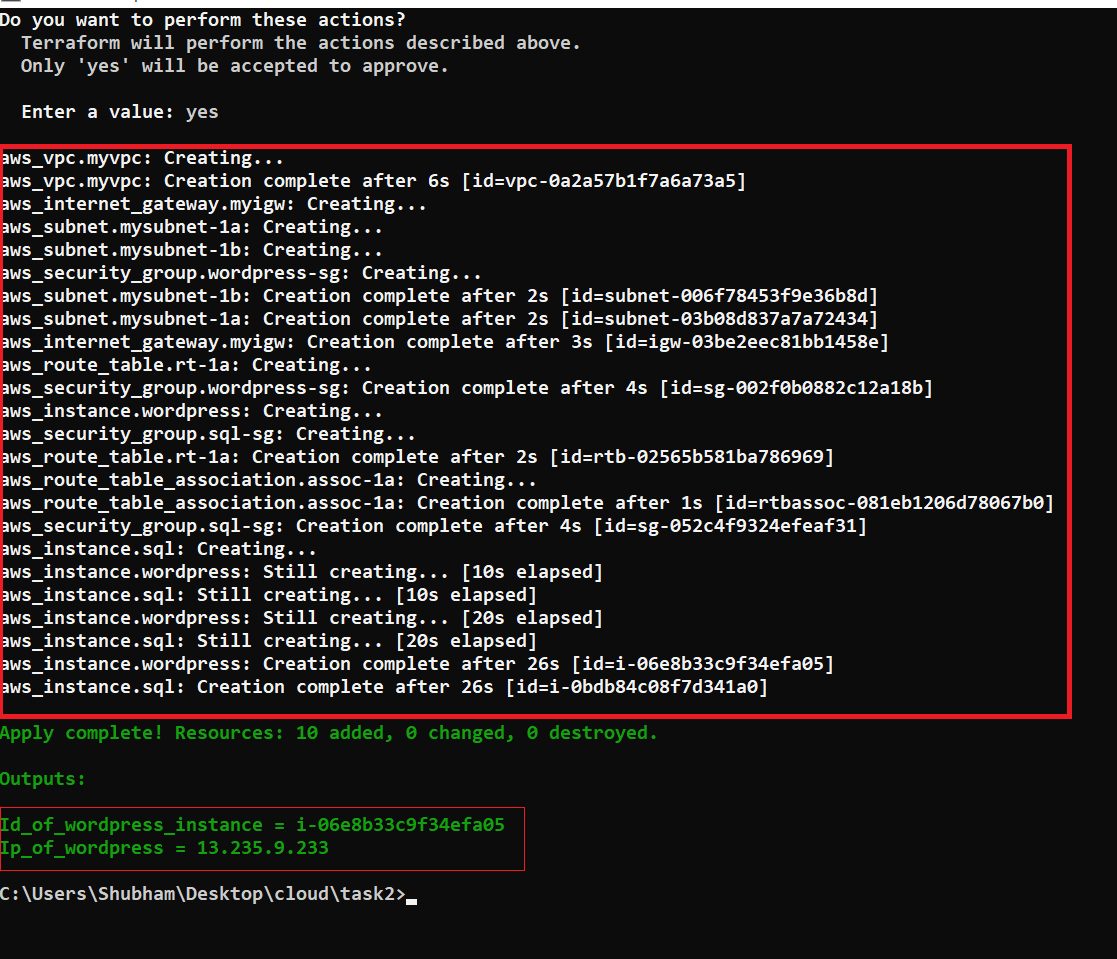 Do you want to perform these actions?
  Terraform will perform the actions described above.
  Only 'yes' will be accepted to approve.

  Enter a value: yes

aws_vpc.myvpc: Creating...
aws_vpc.myvpc: Creation complete after 6s [id=vpc-0a2a57b1f7a6a73a5]
aws_internet_gateway.myigw: Creating...
aws_subnet.mysubnet-1a: Creating...
aws_subnet.mysubnet-1b: Creating...
aws_security_group.wordpress-sg: Creating...
aws_subnet.mysubnet-1b: Creation complete after 2s [id=subnet-006f78453f9e36b8d]
aws_subnet.mysubnet-1a: Creation complete after 2s [id=subnet-03b08d837a7a72434]
aws_internet_gateway.myigw: Creation complete after 3s [id=igw-03be2eec81bb1458e]
aws_route_table.rt-1a: Creating...
aws_security_group.wordpress-sg: Creation complete after 4s [id=sg-002f0b0882c12a18b]
aws_instance.wordpress: Creating...
aws_security_group.sql-sg: Creating...
aws_route_table.rt-1a: Creation complete after 2s [id=rtb-02565b581ba786969]
aws_route_table_association.assoc-1a: Creating...
aws_route_table_association.assoc-1a: Creation complete after 1s [id=rtbassoc-081eb1206d78067b0]
aws_security_group.sql-sg: Creation complete after 4s [id=sg-052c4f9324efeaf31]
aws_instance.sql: Creating...
aws_instance.wordpress: Still creating... [10s elapsed]
aws_instance.sql: Still creating... [10s elapsed]
aws_instance.wordpress: Still creating... [20s elapsed]
aws_instance.sql: Still creating... [20s elapsed]
aws_instance.wordpress: Creation complete after 26s [id=i-06e8b33c9f34efa05]
aws_instance.sql: Creation complete after 26s [id=i-0bdb84c08f7d341a0]

Apply complete! Resources: 10 added, 0 changed, 0 destroyed.

Outputs:

Id_of_wordpress_instance = i-06e8b33c9f34efa05
Ip_of_wordpress = 13.235.9.233

C:\Users\Shubham\Desktop\cloud\task2>